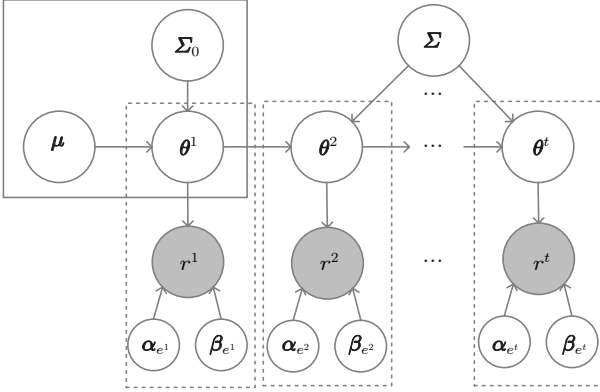 Σ₀
Σ
...
μ
θ¹
θ²
...
θᵗ
r¹
r²
...
rᵗ
α_{e¹}
β_{e¹}
α_{e²}
β_{e²}
α_{eᵗ}
β_{eᵗ}